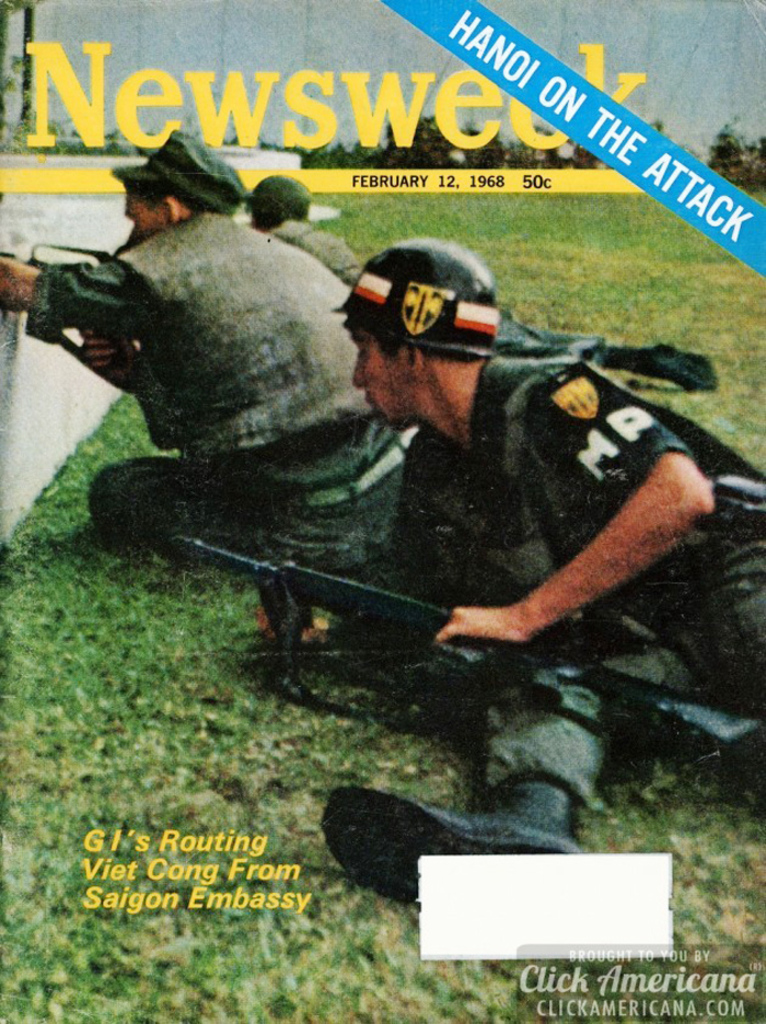 Newsweek
HANOI ON THE ATTACK
FEBRUARY 12, 1968 50c
MP
GI's Routing
Viet Cong From
Saigon Embassy
BROUGHT TO YOU BY
Click Americana (R)
CLICKAMERICANA.COM